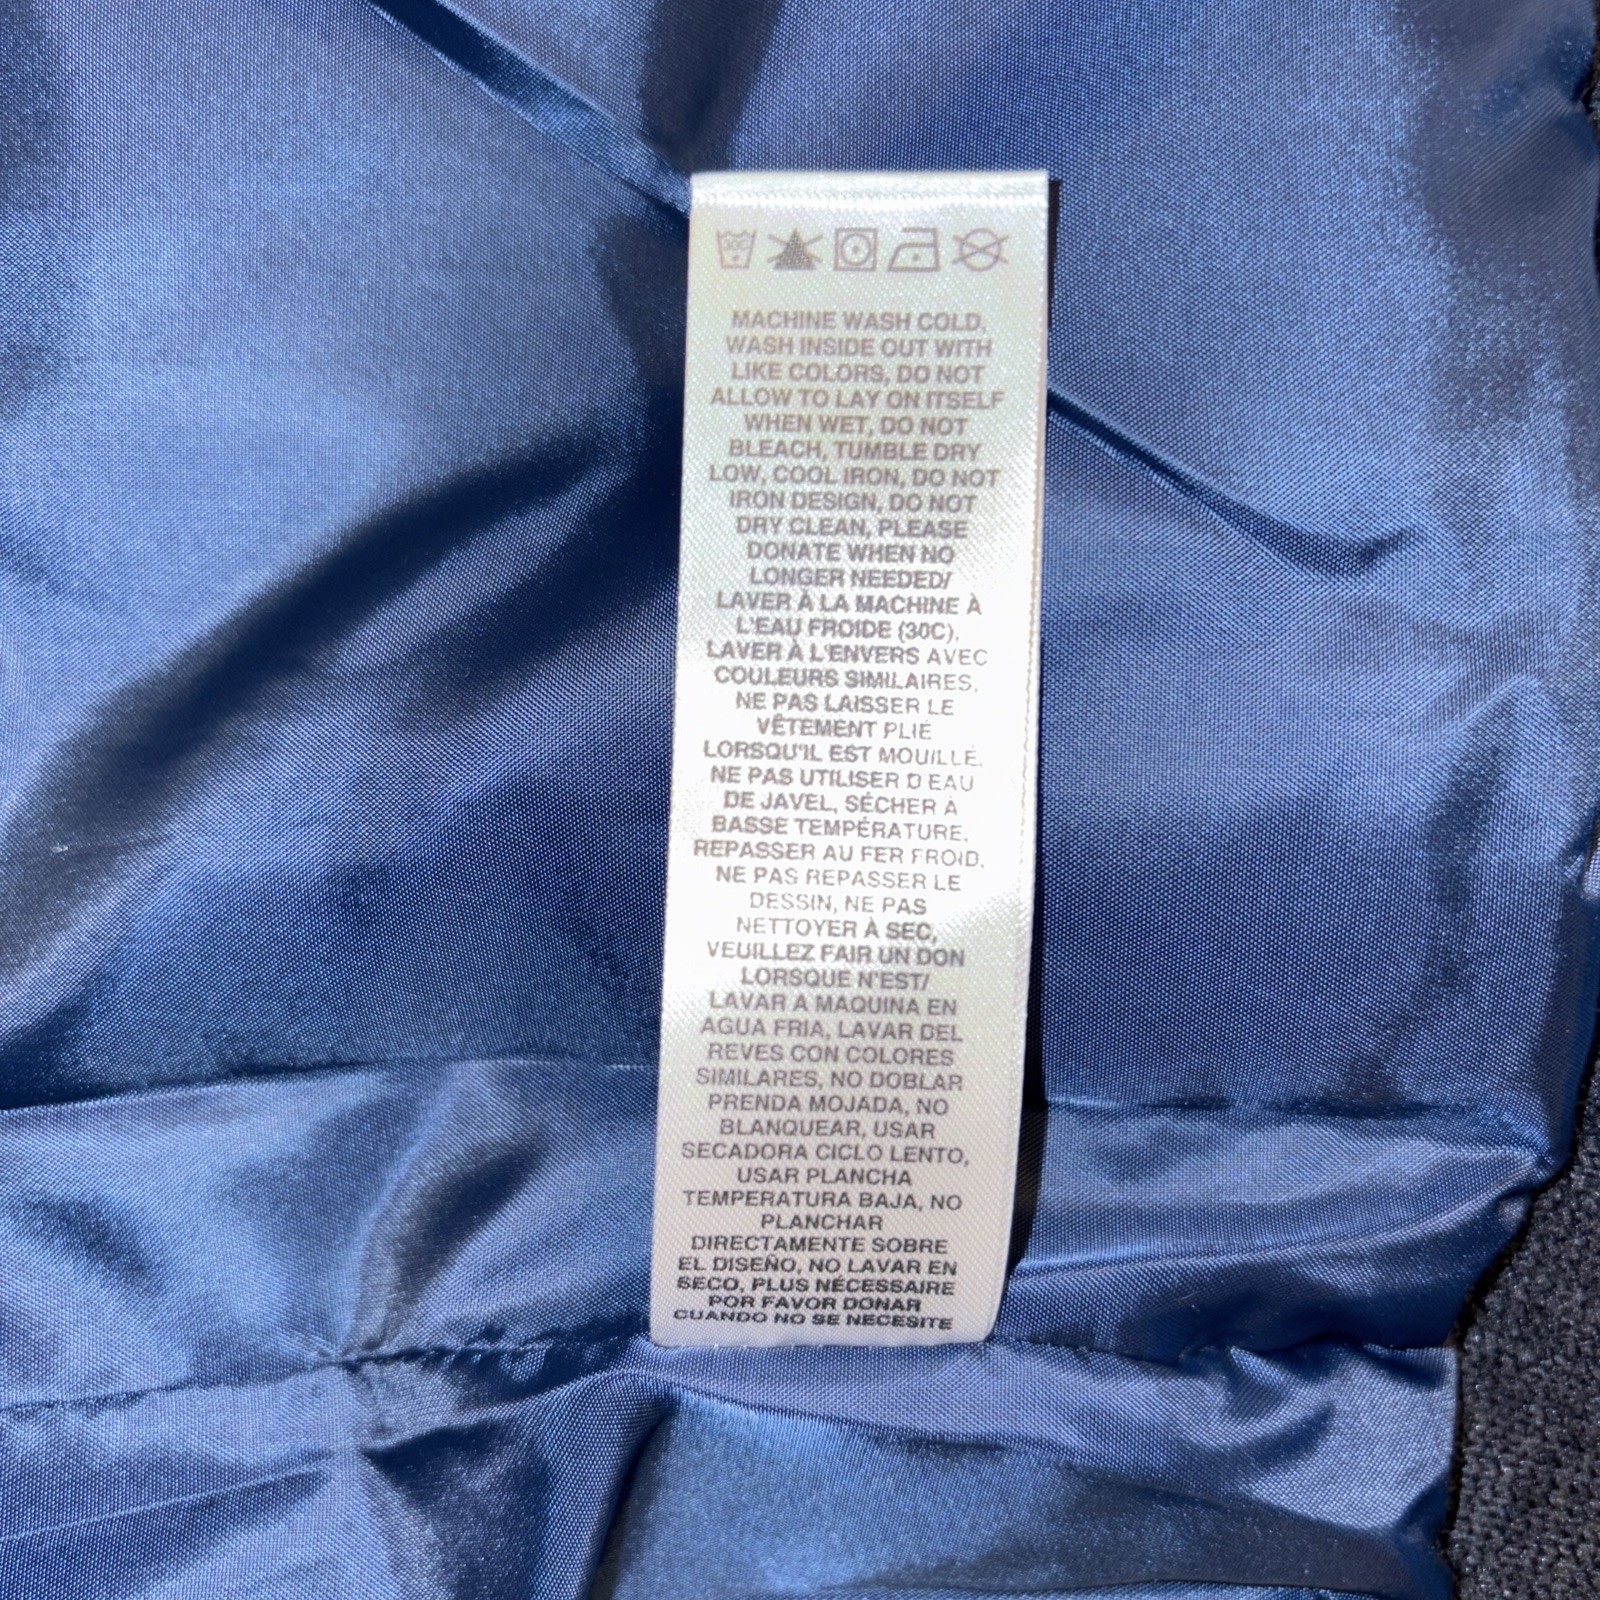 MACHINE WASH COLD,
WASH INSIDE OUT WITH
LIKE COLORS, DO NOT
ALLOW TO LAY ON ITSELF
WHEN WET, DO NOT
BLEACH, TUMBLE DRY
LOW, COOL IRON, DO NOT
IRON DESIGN, DO NOT
DRY CLEAN, PLEASE
DONATE WHEN NO
LONGER NEEDED/
LAVER À LA MACHINE À
L'EAU FROIDE (30C),
LAVER À L'ENVERS AVEC
COULEURS SIMILAIRES,
NE PAS LAISSER LE
VÊTEMENT PLIÉ
LORSQU'IL EST MOUILLÉ,
NE PAS UTILISER D'EAU
DE JAVEL, SÉCHER À
BASSE TEMPÉRATURE,
REPASSER AU FER FROID,
NE PAS REPASSER LE
DESSIN, NE PAS
NETTOYER À SEC,
VEUILLEZ FAIR UN DON
LORSQUE N'EST/
LAVAR A MAQUINA EN
AGUA FRIA, LAVAR DEL
REVES CON COLORES
SIMILARES, NO DOBLAR
PRENDA MOJADA, NO
BLANQUEAR, USAR
SECADORA CICLO LENTO,
USAR PLANCHA
TEMPERATURA BAJA, NO
PLANCHAR
DIRECTAMENTE SOBRE
EL DISEÑO, NO LAVAR EN
SECO, PLUS NÉCESSAIRE
POR FAVOR DONAR
CUANDO NO SE NECESITE